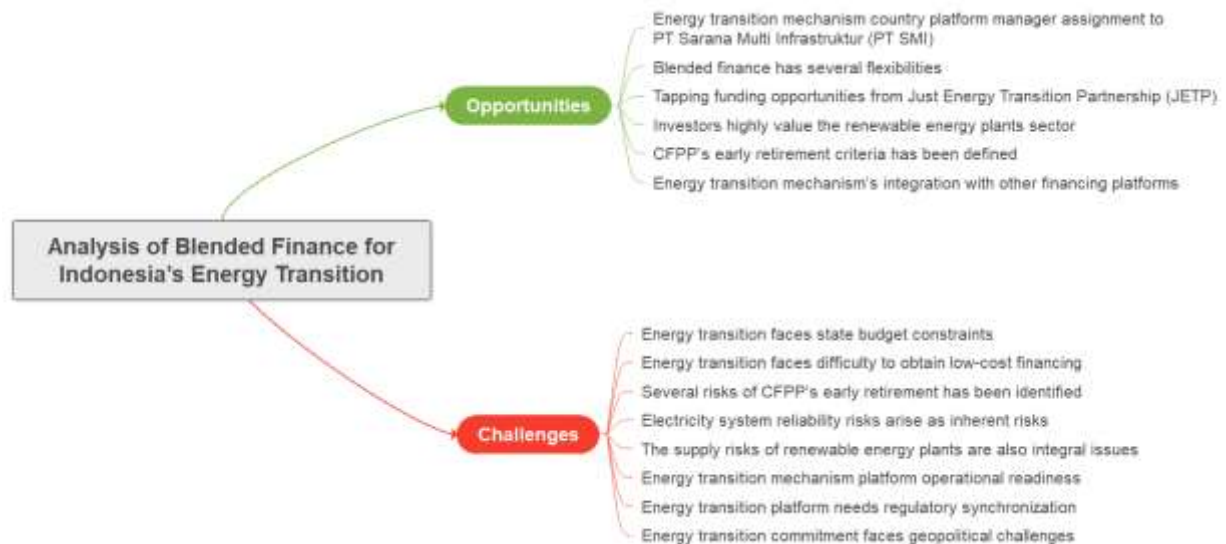 Analysis of Blended Finance for
Indonesia's Energy Transition
Opportunities
Energy transition mechanism country platform manager assignment to
PT Sarana Multi Infrastruktur (PT SMI)
Blended finance has several flexibilities
Tapping funding opportunities from Just Energy Transition Partnership (JETP)
Investors highly value the renewable energy plants sector
CFPP's early retirement criteria has been defined
Energy transition mechanism's integration with other financing platforms
Challenges
Energy transition faces state budget constraints
Energy transition faces difficulty to obtain low-cost financing
Several risks of CFPP's early retirement has been identified
Electricity system reliability risks arise as inherent risks
The supply risks of renewable energy plants are also integral issues
Energy transition mechanism platform operational readiness
Energy transition platform needs regulatory synchronization
Energy transition commitment faces geopolitical challenges